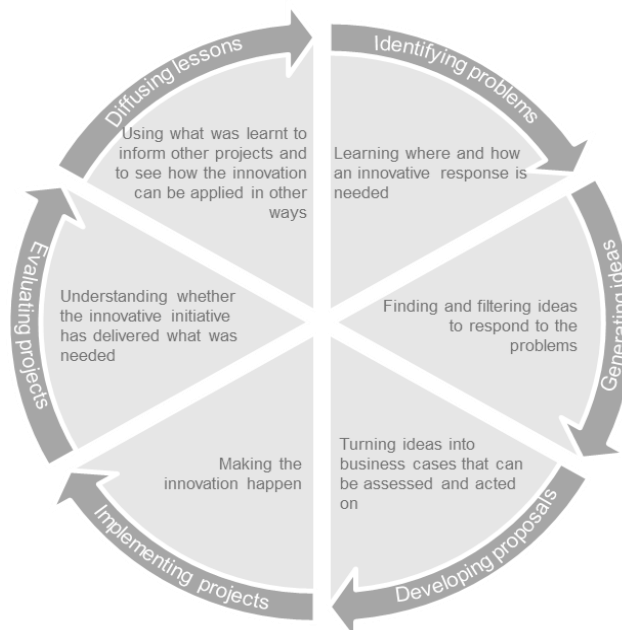 Identifying problems
Learning where and how
an innovative response is
needed
Generating ideas
Finding and filtering ideas
to respond to the
problems
Developing proposals
Turning ideas into
business cases that can
be assessed and acted
on
Implementing projects
Making the
innovation happen
Evaluating projects
Understanding whether
the innovative initiative
has delivered what was
needed
Diffusing lessons
Using what was learnt to
inform other projects and
to see how the innovation
can be applied in other
ways